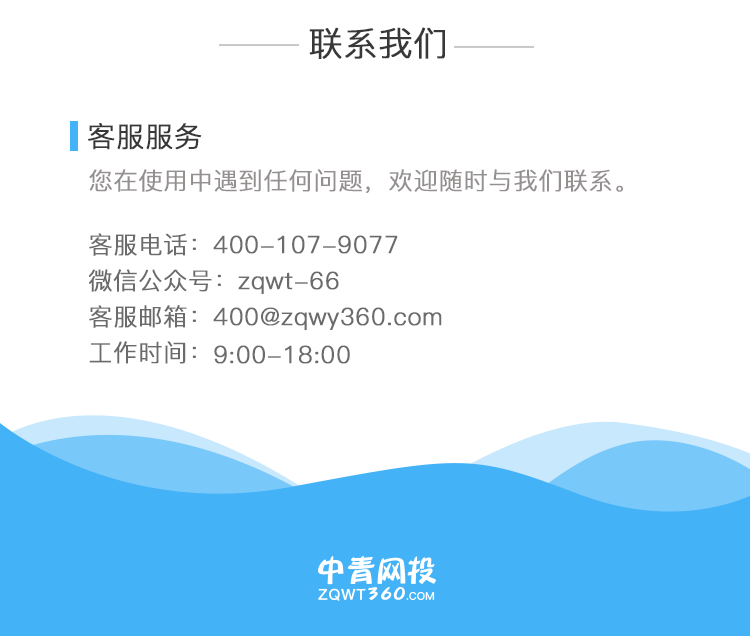 联系我们
客服服务
您在使用中遇到任何问题，欢迎随时与我们联系。
客服电话：400-107-9077
微信公众号：zqwt-66
客服邮箱：400@zqwy360.com
工作时间：9:00-18:00
中青网投
ZQWT360.COM